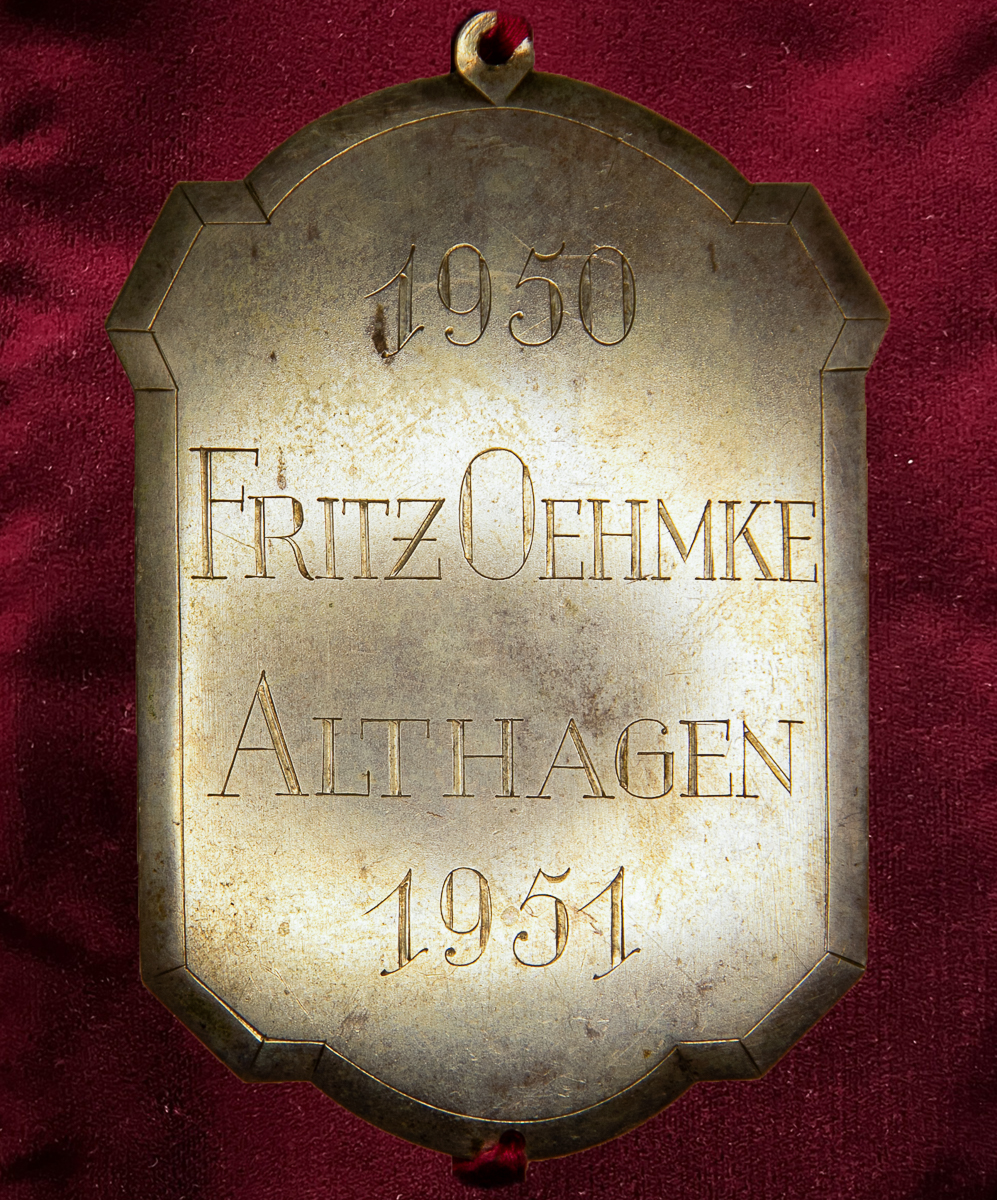 1950
FRITZ OEHMKE
ALTHAGEN
1951